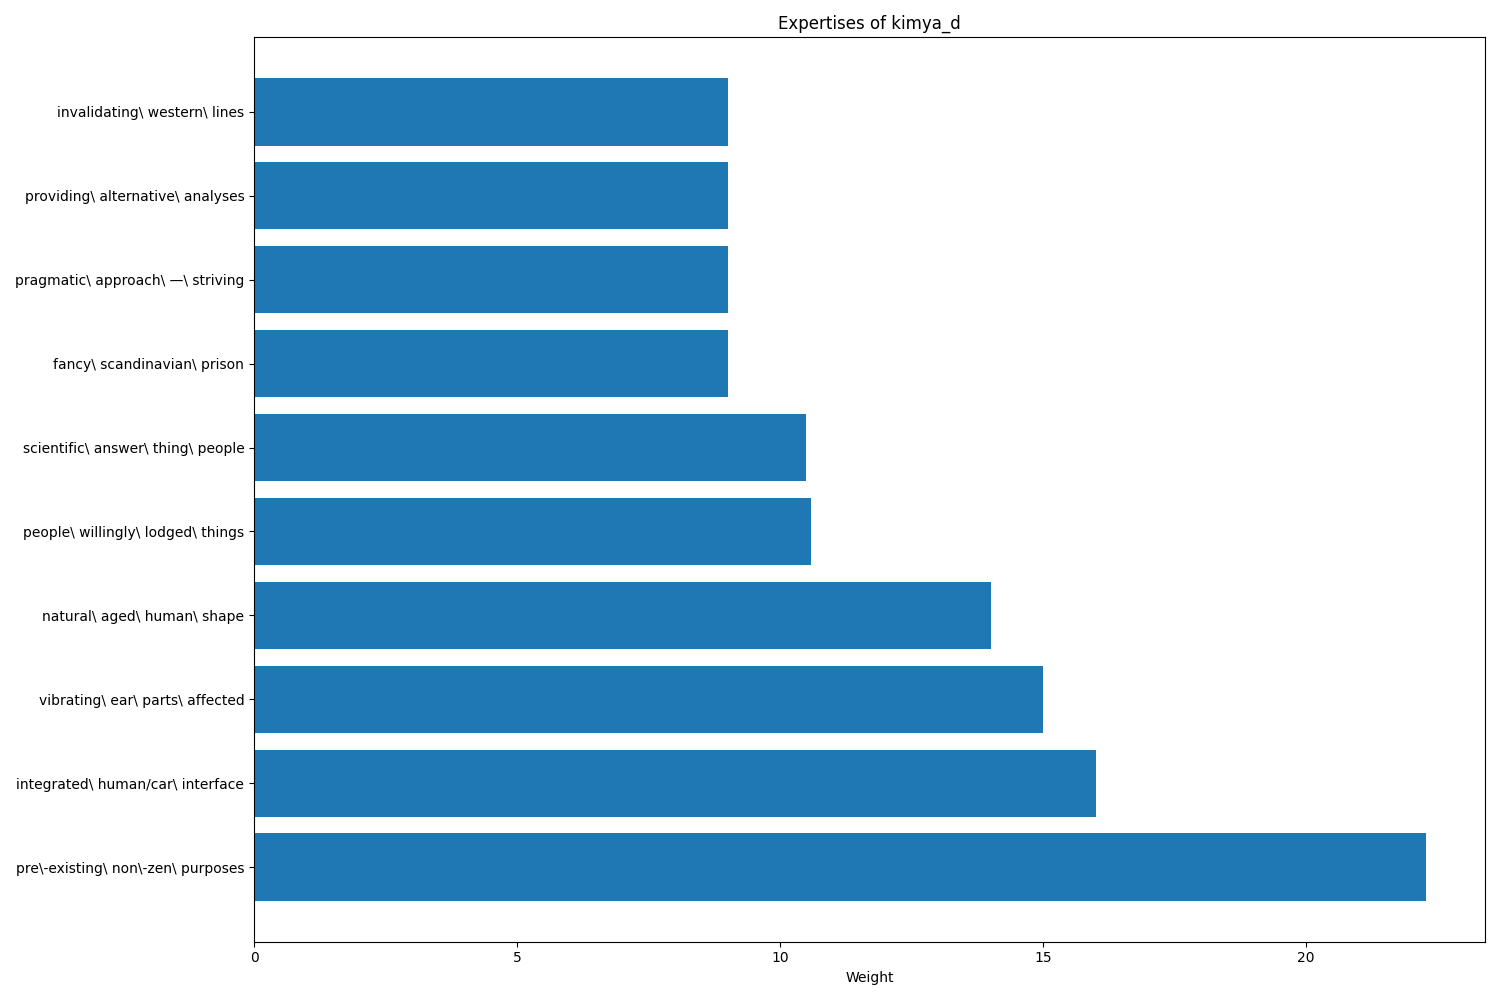 Expertises of kimya_d
invalidating\ western\ lines
providing\ alternative\ analyses
pragmatic\ approach\ —\ striving
fancy\ scandinavian\ prison
scientific\ answer\ thing\ people
people\ willingly\ lodged\ things
natural\ aged\ human\ shape
vibrating\ ear\ parts\ affected
integrated\ human/car\ interface
pre\-existing\ non\-zen\ purposes
0 5 10 15 20
Weight